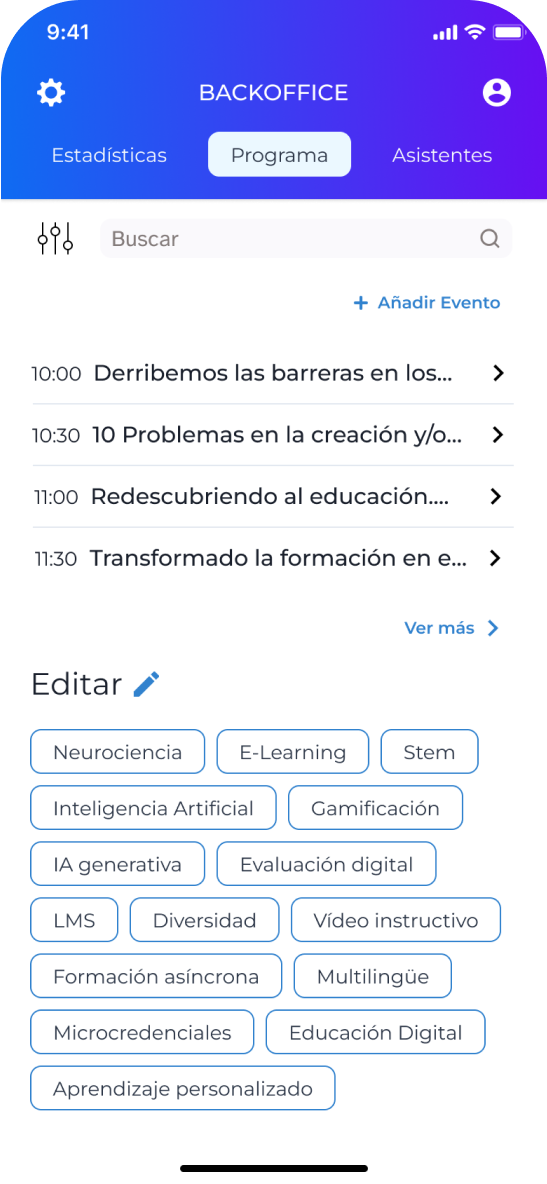 9:41
BACKOFFICE
Estadísticas Programa Asistentes
Buscar
+ Añadir Evento
10:00 Derribemos las barreras en los...
10:30 10 Problemas en la creación y/o...
11:00 Redescubriendo al educación....
11:30 Transformado la formación en e...
Ver más
Editar
Neurociencia E-Learning Stem
Inteligencia Artificial Gamificación
IA generativa Evaluación digital
LMS Diversidad Vídeo instructivo
Formación asíncrona Multilingüe
Microcredenciales Educación Digital
Aprendizaje personalizado